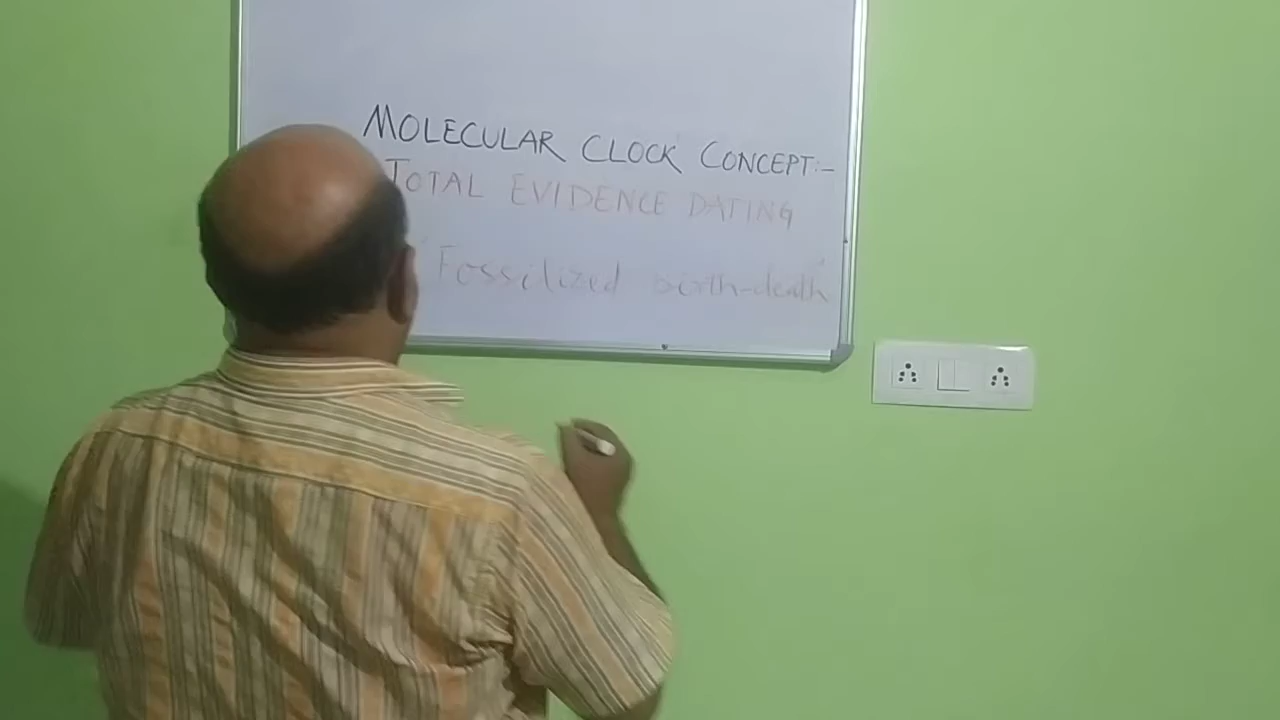 MOLECULAR CLOCK CONCEPT:-
TOTAL EVIDENCE DATING
"Fossilized birth-death"